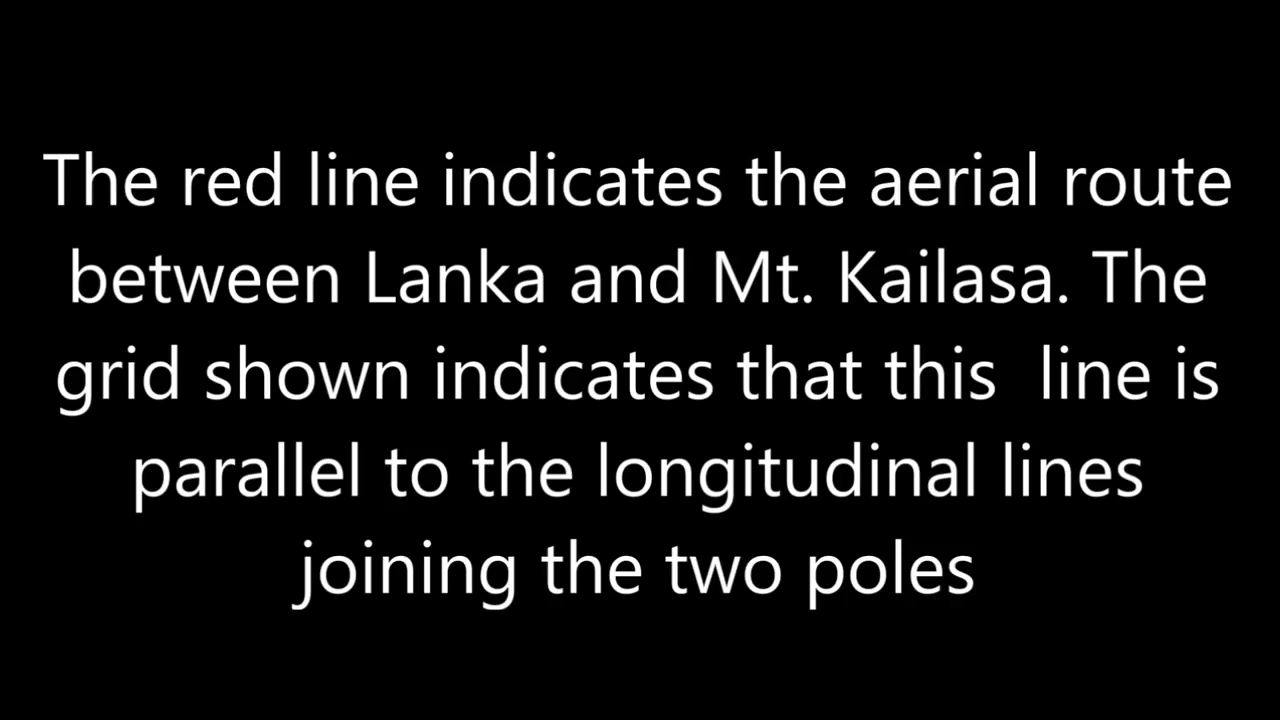 The red line indicates the aerial route
between Lanka and Mt. Kailasa. The
grid shown indicates that this  line is
parallel to the longitudinal lines
joining the two poles